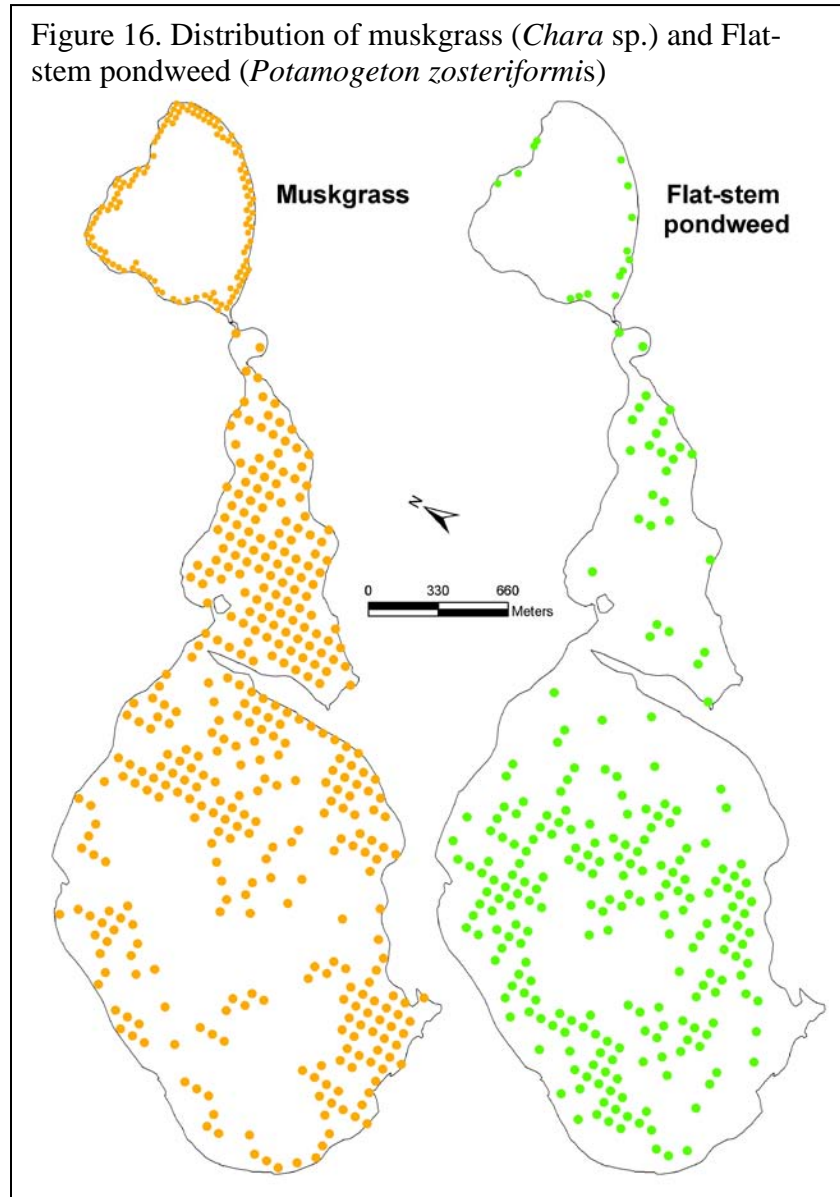 Figure 16. Distribution of muskgrass (Chara sp.) and Flat-
stem pondweed (Potamogeton zosteriformis)
Muskgrass
Flat-stem
pondweed
N
0 330 660
Meters